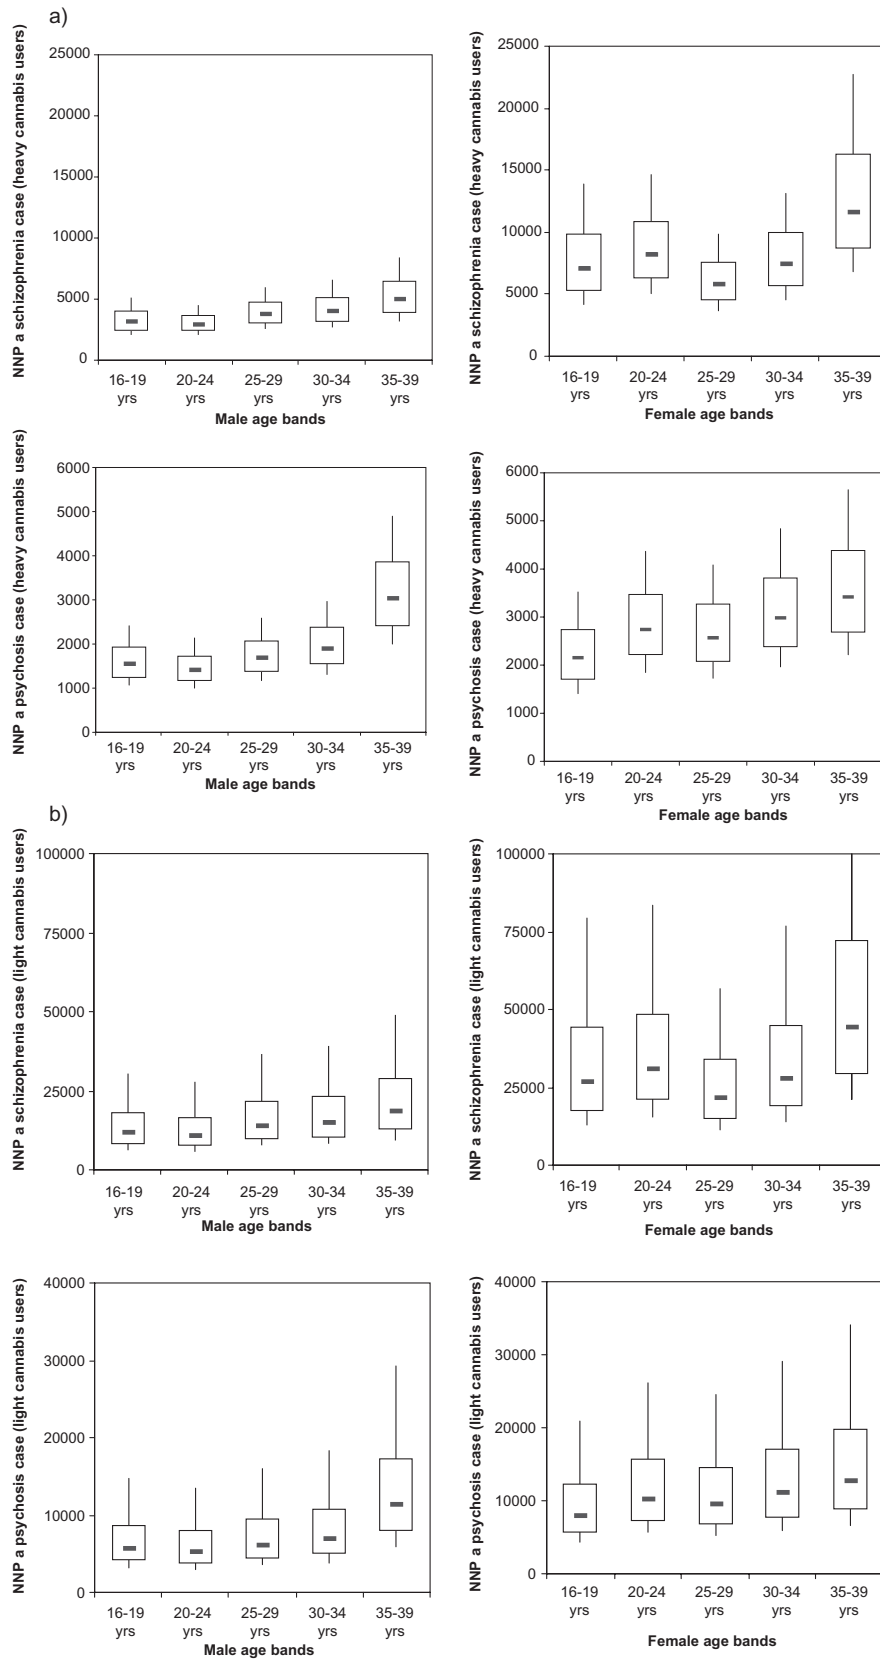 a)
NNP a schizophrenia case (heavy cannabis users)
25000
20000
15000
10000
5000
0
16-19 20-24 25-29 30-34 35-39
yrs yrs yrs yrs yrs
Male age bands
NNP a schizophrenia case (heavy cannabis users)
25000
20000
15000
10000
5000
0
16-19 20-24 25-29 30-34 35-39
yrs yrs yrs yrs yrs
Female age bands
NNP a psychosis case (heavy cannabis users)
6000
5000
4000
3000
2000
1000
0
16-19 20-24 25-29 30-34 35-39
yrs yrs yrs yrs yrs
Male age bands
NNP a psychosis case (heavy cannabis users)
6000
5000
4000
3000
2000
1000
0
16-19 20-24 25-29 30-34 35-39
yrs yrs yrs yrs yrs
Female age bands
b)
NNP a schizophrenia case (light cannabis users)
100000
75000
50000
25000
0
16-19 20-24 25-29 30-34 35-39
yrs yrs yrs yrs yrs
Male age bands
NNP a schizophrenia case (light cannabis users)
100000
75000
50000
25000
0
16-19 20-24 25-29 30-34 35-39
yrs yrs yrs yrs yrs
Female age bands
NNP a psychosis case (light cannabis users)
40000
30000
20000
10000
0
16-19 20-24 25-29 30-34 35-39
yrs yrs yrs yrs yrs
Male age bands
NNP a psychosis case (light cannabis users)
40000
30000
20000
10000
0
16-19 20-24 25-29 30-34 35-39
yrs yrs yrs yrs yrs
Female age bands